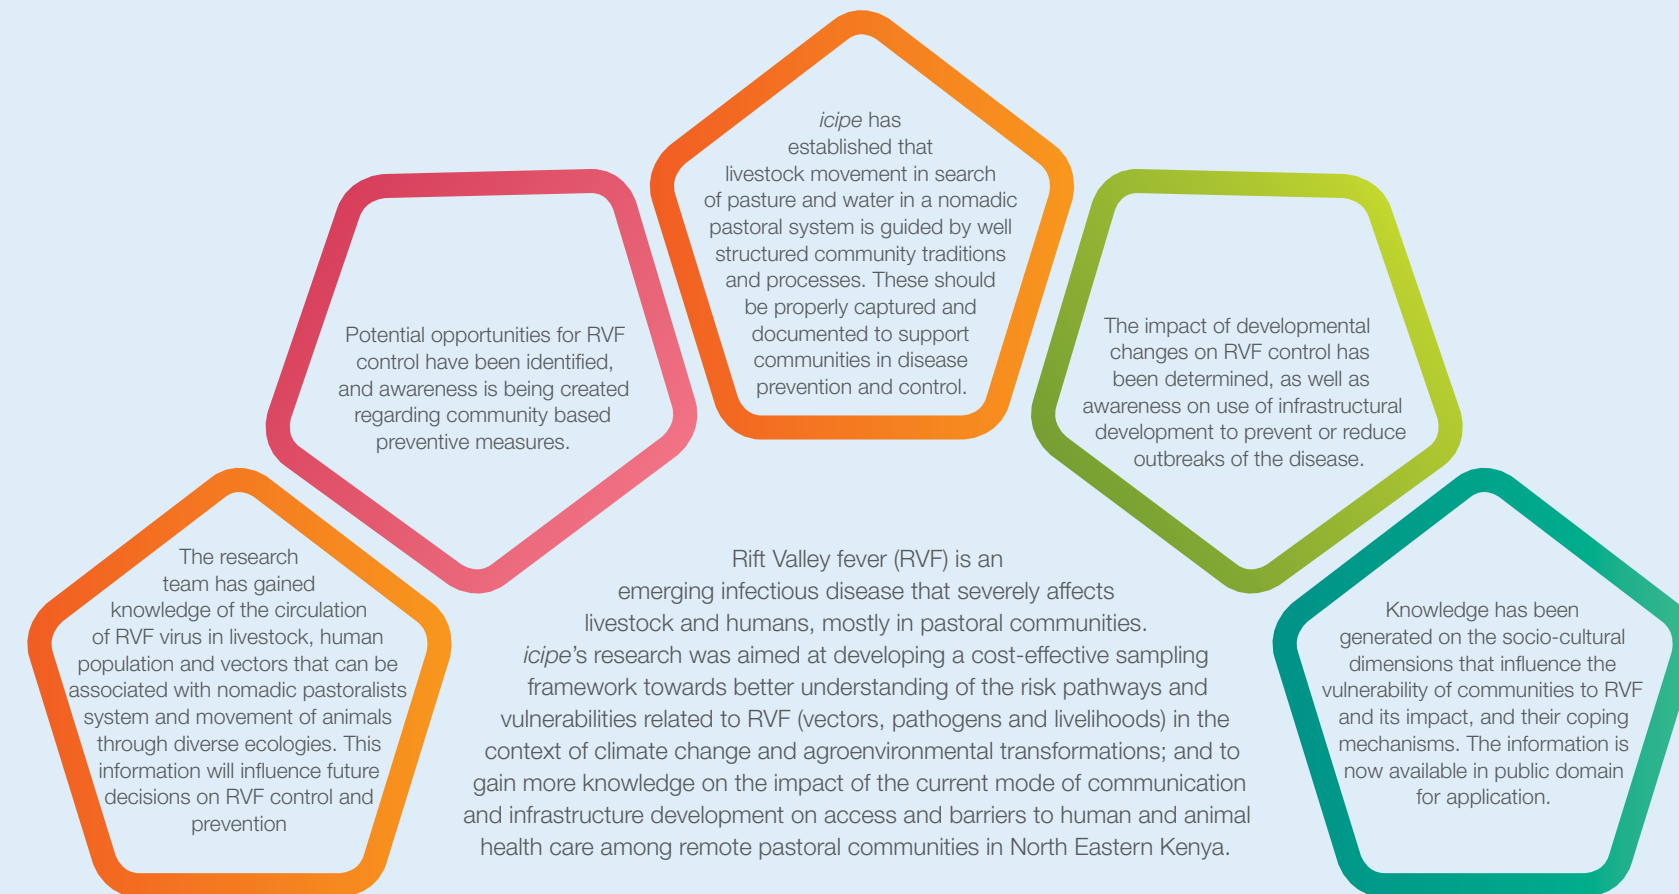 The research
team has gained
knowledge of the circulation
of RVF virus in livestock, human
population and vectors that can be
associated with nomadic pastoralists
system and movement of animals
through diverse ecologies. This
information will influence future
decisions on RVF control and
prevention
Potential opportunities for RVF
control have been identified,
and awareness is being created
regarding community based
preventive measures.
icipe has
established that
livestock movement in search
of pasture and water in a nomadic
pastoral system is guided by well
structured community traditions
and processes. These should
be properly captured and
documented to support
communities in disease
prevention and control.
The impact of developmental
changes on RVF control has
been determined, as well as
awareness on use of infrastructural
development to prevent or reduce
outbreaks of the disease.
Knowledge has been
generated on the socio-cultural
dimensions that influence the
vulnerability of communities to RVF
and its impact, and their coping
mechanisms. The information is
now available in public domain
for application.
Rift Valley fever (RVF) is an
emerging infectious disease that severely affects
livestock and humans, mostly in pastoral communities.
icipe's research was aimed at developing a cost-effective sampling
framework towards better understanding of the risk pathways and
vulnerabilities related to RVF (vectors, pathogens and livelihoods) in the
context of climate change and agroenvironmental transformations; and to
gain more knowledge on the impact of the current mode of communication
and infrastructure development on access and barriers to human and animal
health care among remote pastoral communities in North Eastern Kenya.